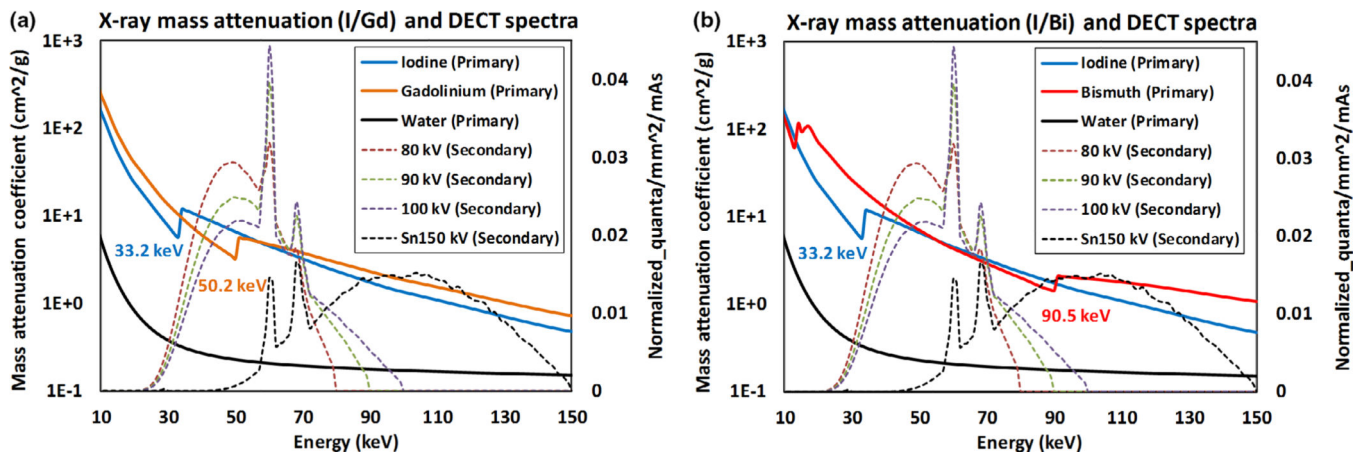 (a)
X-ray mass attenuation (I/Gd) and DECT spectra
Mass attenuation coefficient (cm^2/g)
1E+3
1E+2
1E+1
1E+0
1E-1
Iodine (Primary)
Gadolinium (Primary)
Water (Primary)
80 kV (Secondary)
90 kV (Secondary)
100 kV (Secondary)
Sn150 kV (Secondary)
33.2 keV
50.2 keV
0.04
0.03
0.02
0.01
0
Normalized_quanta/mm^2/mAs
10 30 50 70 90 110 130 150
Energy (keV)
(b)
X-ray mass attenuation (I/Bi) and DECT spectra
Mass attenuation coefficient (cm^2/g)
1E+3
1E+2
1E+1
1E+0
1E-1
Iodine (Primary)
Bismuth (Primary)
Water (Primary)
80 kV (Secondary)
90 kV (Secondary)
100 kV (Secondary)
Sn150 kV (Secondary)
33.2 keV
90.5 keV
0.04
0.03
0.02
0.01
0
Normalized_quanta/mm^2/mAs
10 30 50 70 90 110 130 150
Energy (keV)